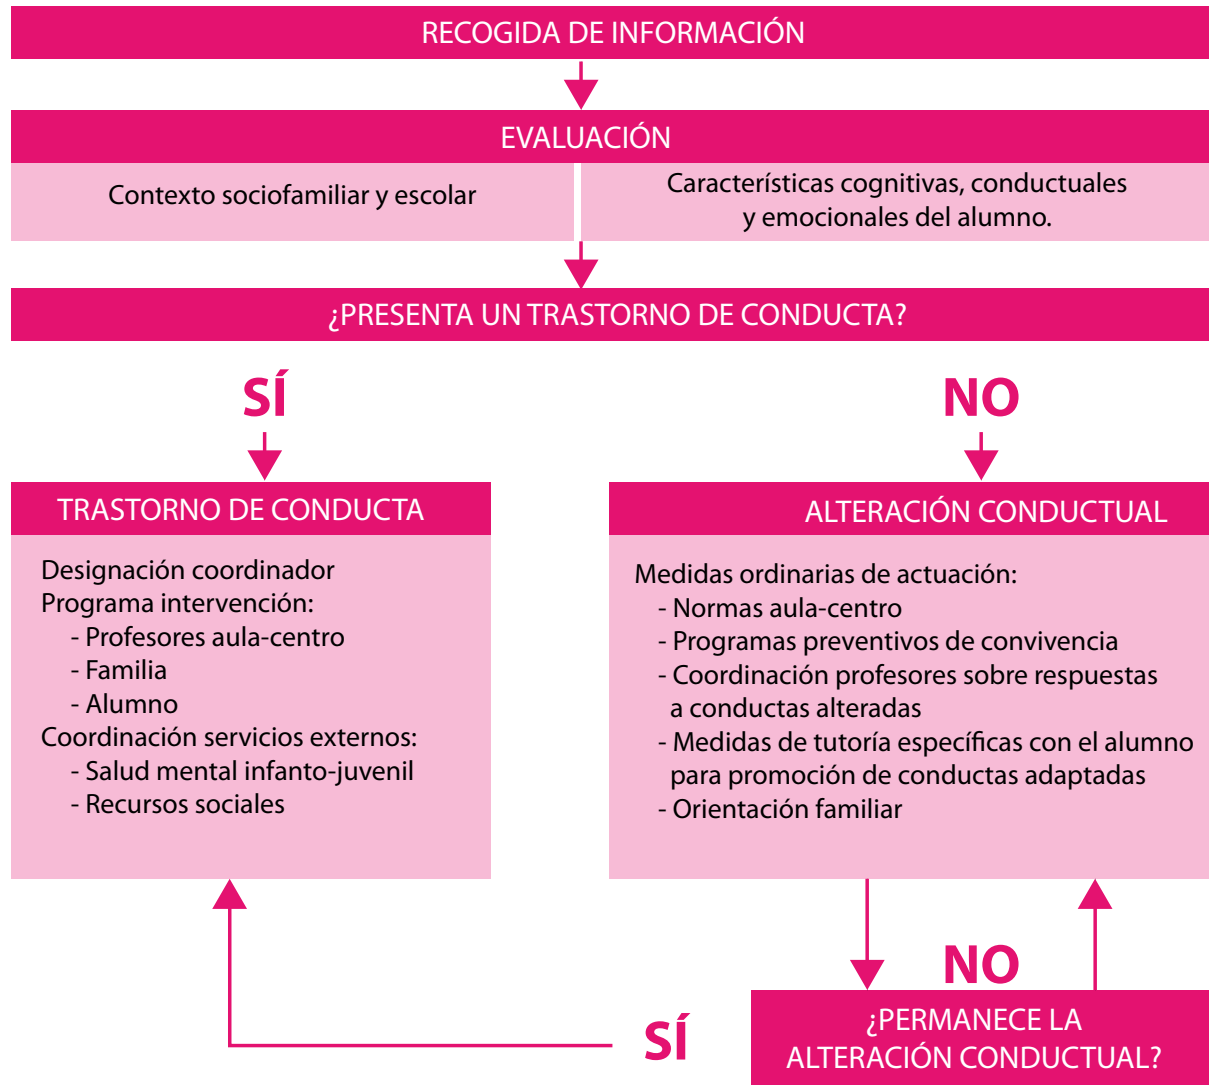 RECOGIDA DE INFORMACIÓN
EVALUACIÓN
Contexto sociofamiliar y escolar
Características cognitivas, conductuales
y emocionales del alumno.
¿PRESENTA UN TRASTORNO DE CONDUCTA?
SÍ
NO
TRASTORNO DE CONDUCTA
Designación coordinador
Programa intervención:
- Profesores aula-centro
- Familia
- Alumno
Coordinación servicios externos:
- Salud mental infanto-juvenil
- Recursos sociales
ALTERACIÓN CONDUCTUAL
Medidas ordinarias de actuación:
- Normas aula-centro
- Programas preventivos de convivencia
- Coordinación profesores sobre respuestas
a conductas alteradas
- Medidas de tutoría específicas con el alumno
para promoción de conductas adaptadas
- Orientación familiar
NO
SÍ
¿PERMANECE LA
ALTERACIÓN CONDUCTUAL?